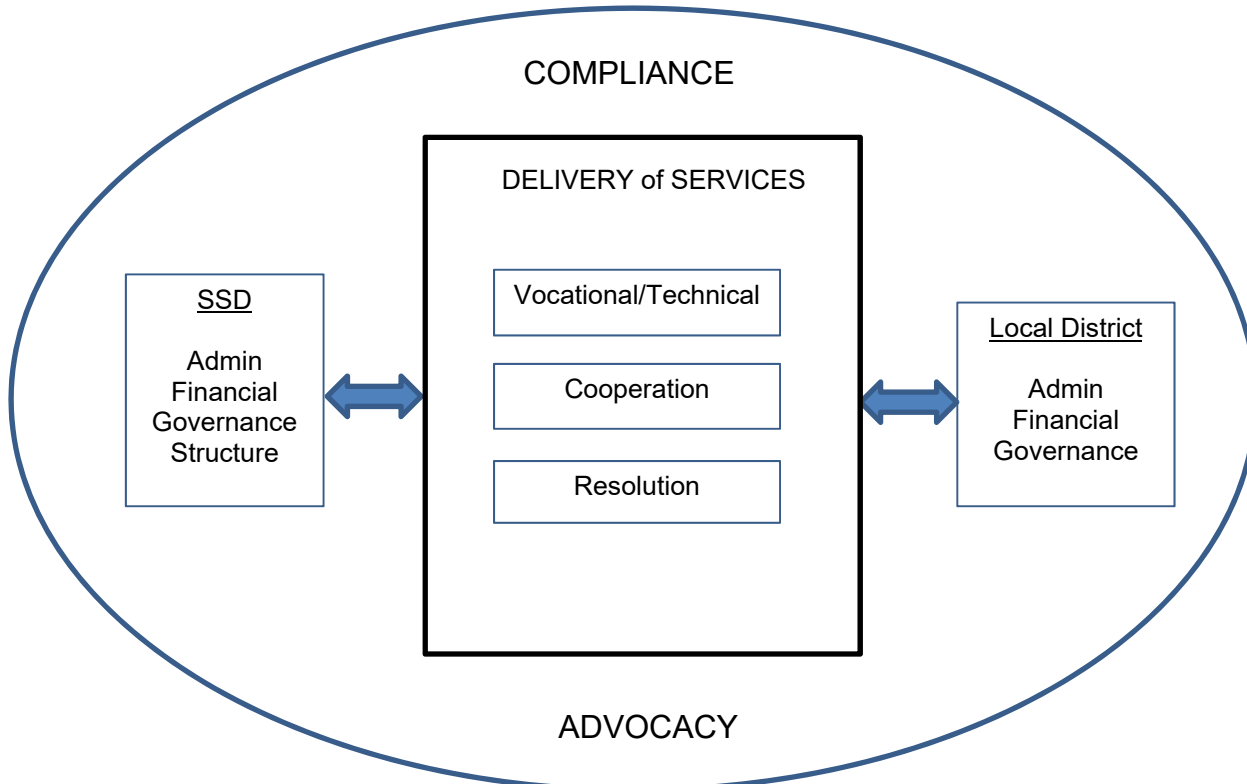 COMPLIANCE
DELIVERY of SERVICES
SSD
Admin
Financial
Governance
Structure
Vocational/Technical
Cooperation
Resolution
Local District
Admin
Financial
Governance
ADVOCACY